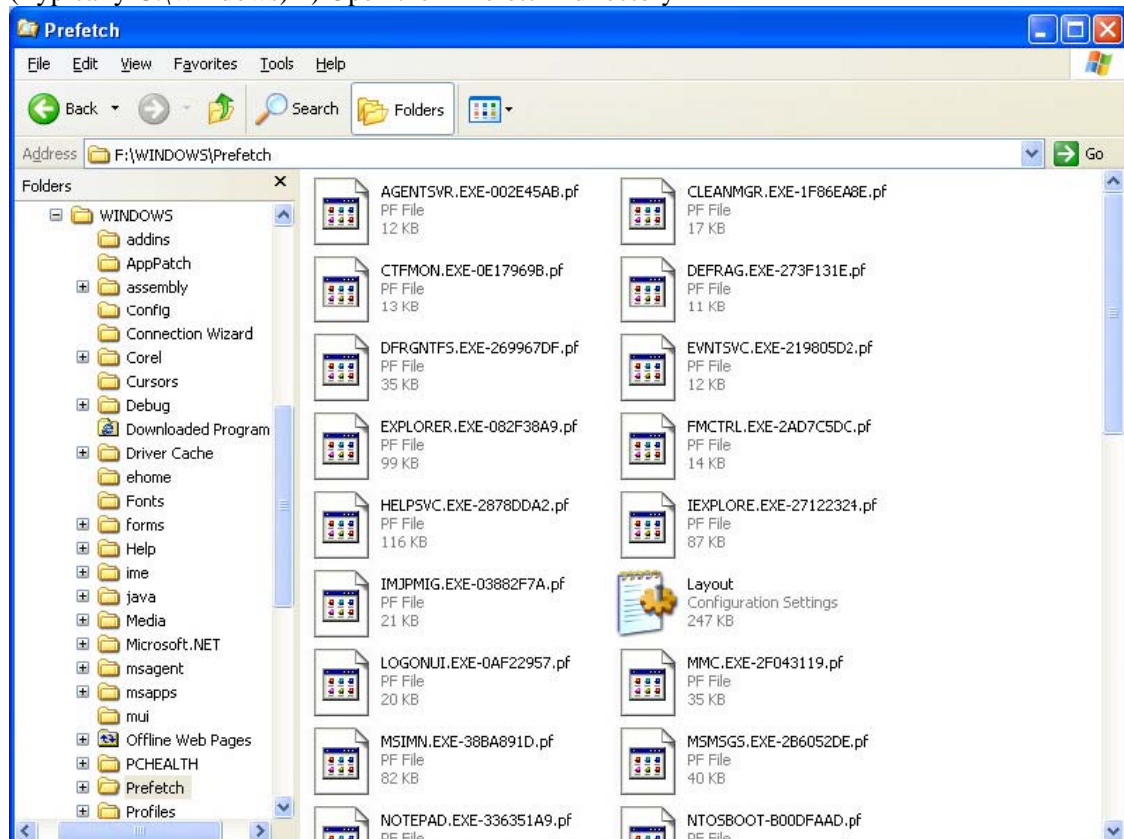 (Typically C:\Windows) Open the directory
Prefetch
File Edit View Favorites Tools Help
Back Search Folders
Address F:\WINDOWS\Prefetch Go
Folders
WINDOWS
addins
AppPatch
assembly
Config
Connection Wizard
Corel
Cursors
Debug
Downloaded Program
Driver Cache
ehome
Fonts
forms
Help
ime
java
Media
Microsoft.NET
msagent
msapps
mui
Offline Web Pages
PCHEALTH
Prefetch
Profiles
AGENTSVR.EXE-002E45AB.pf
PF File
12 KB
CLEANMGR.EXE-1F86EA8E.pf
PF File
17 KB
CTFMON.EXE-0E17969B.pf
PF File
13 KB
DEFRAG.EXE-273F131E.pf
PF File
11 KB
DFRGNTFS.EXE-269967DF.pf
PF File
35 KB
EVNTSVC.EXE-219805D2.pf
PF File
12 KB
EXPLORER.EXE-082F38A9.pf
PF File
99 KB
FMCTRL.EXE-2AD7C5DC.pf
PF File
14 KB
HELPSVC.EXE-2878DDA2.pf
PF File
116 KB
IEXPLORE.EXE-27122324.pf
PF File
87 KB
IMJPMIG.EXE-03882F7A.pf
PF File
21 KB
Layout
Configuration Settings
247 KB
LOGONUI.EXE-0AF22957.pf
PF File
20 KB
MMC.EXE-2F043119.pf
PF File
35 KB
MSIMN.EXE-38BA891D.pf
PF File
82 KB
MSMSGS.EXE-2B6052DE.pf
PF File
40 KB
NOTEPAD.EXE-336351A9.pf
PF File
NTOSBOOT-B00DFAAD.pf
PF File